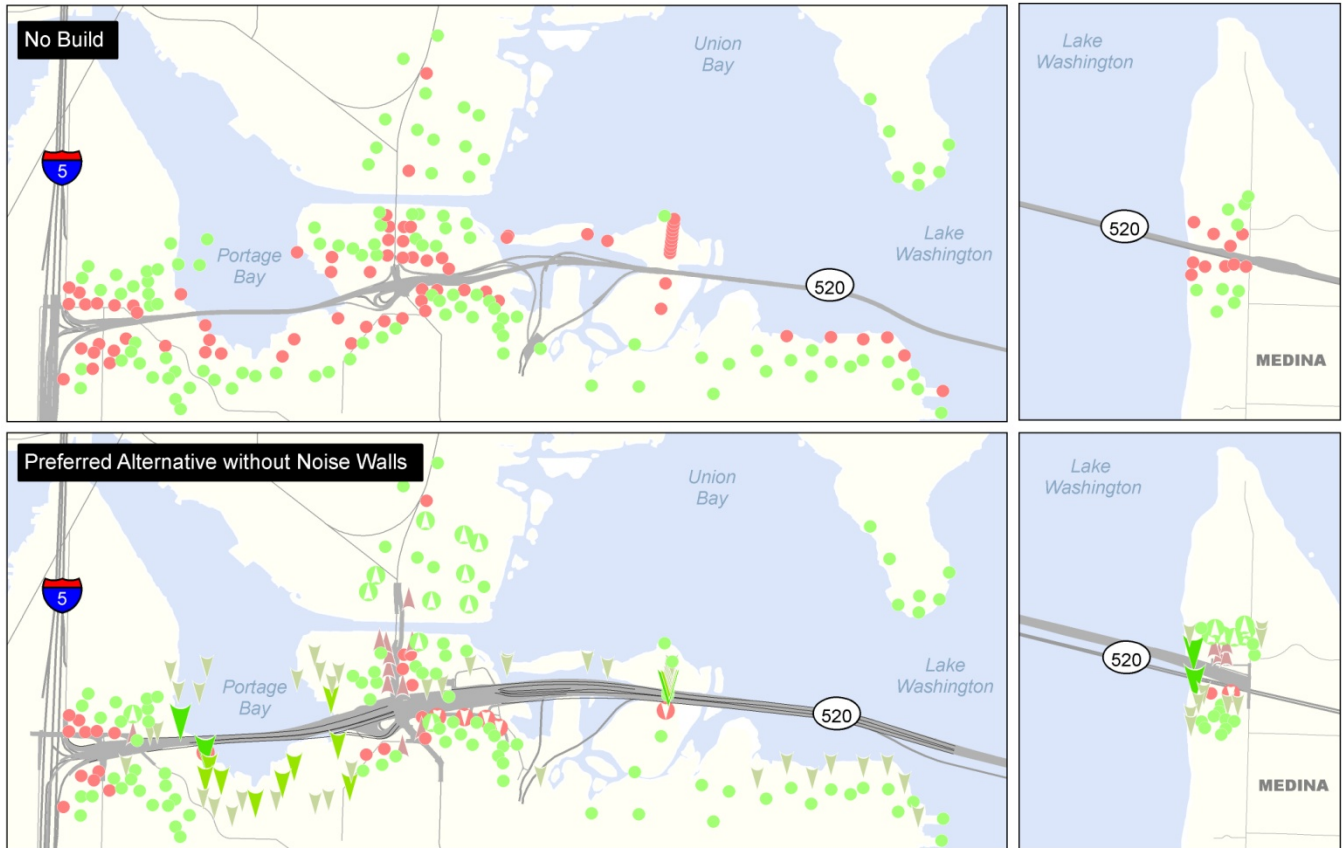 No Build
Union
Bay
5
Portage
Bay
Lake
Washington
520
Lake
Washington
520
MEDINA
Preferred Alternative without Noise Walls
Union
Bay
5
Portage
Bay
Lake
Washington
520
Lake
Washington
520
MEDINA